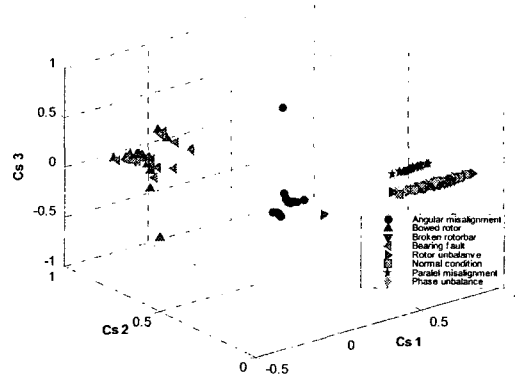 1
0.5
0
-0.5
-1
Cs 3
1
0.5
0
Cs 2
-0.5
0
0.5
1
Cs 1
Angular misalignment
Bowed rotor
Broken rotorbar
Bearing fault
Rotor unbalanve
Normal condition
Paralel misalignment
Phase unbalance